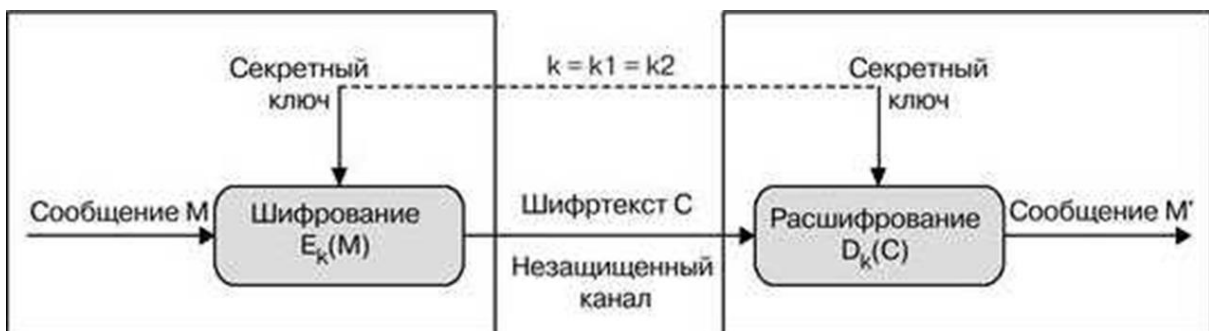 Секретный
ключ
k = k1 = k2
Секретный
ключ
Сообщение М
Шифрование
Ek(M)
Шифртекст С
Незащищенный
канал
Расшифрование
Dk(C)
Сообщение М'